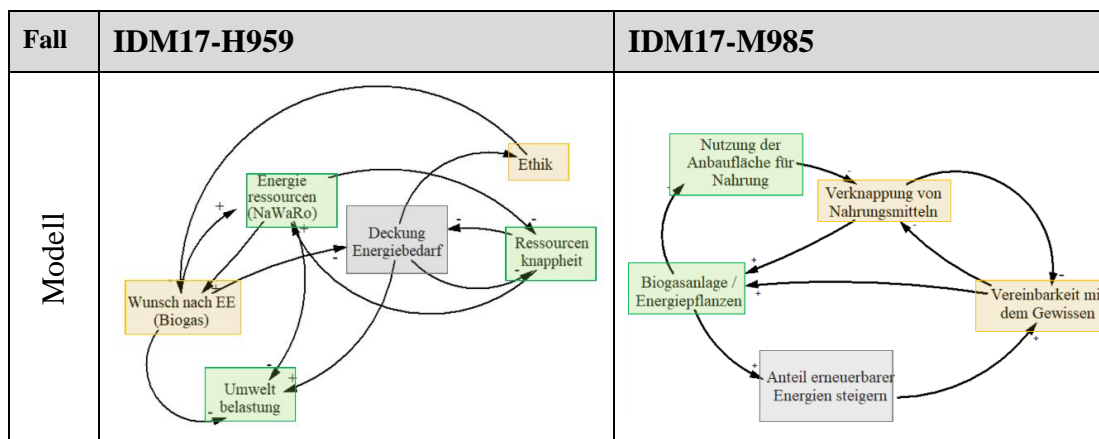 Fall
IDM17-H959
IDM17-M985
Modell
Ethik
Energie
ressourcen
(NaWaRo)
Deckung
Energiebedarf
Ressourcen
knappheit
Wunsch nach EE
(Biogas)
Umwelt
belastung
+
-
-
-
-
+
-
+
-
+
-
Nutzung der
Anbaufläche für
Nahrung
Verknappung von
Nahrungsmitteln
Biogasanlage /
Energiepflanzen
Vereinbarkeit mit
dem Gewissen
Anteil erneuerbarer
Energien steigern
-
-
-
-
+
+
+
+